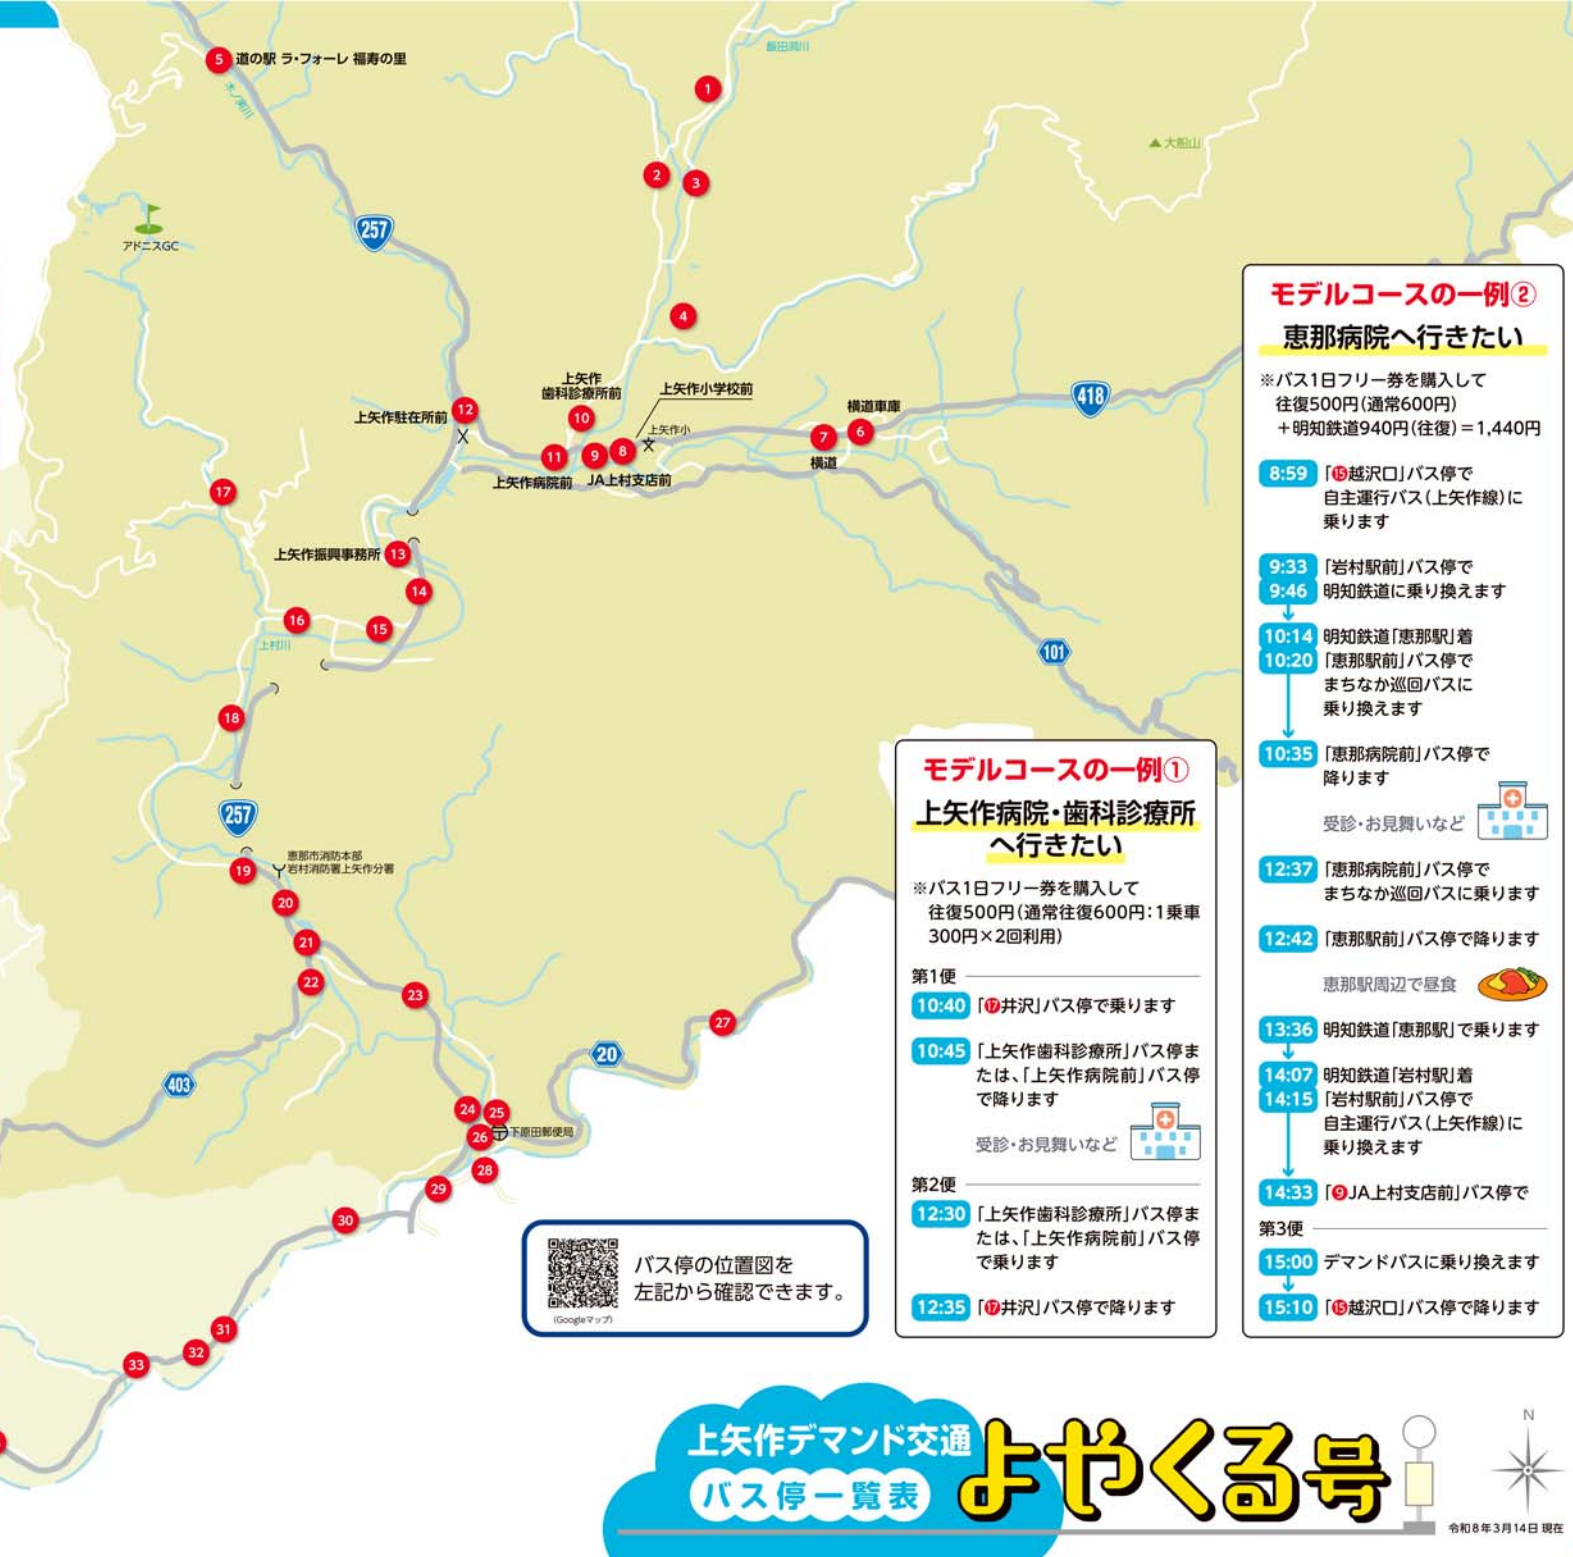 5 道の駅 ラ・フォーレ 福寿の里
木ノ実川
飯田洞川
1
2
3
大船山
アドニスGC
257
4
418
上矢作
歯科診療所前
10
上矢作小学校前
上矢作小
上矢作駐在所前 12
11
上矢作病院前
9
8
JA上村支店前
横道車庫
7
6
横道
17
上矢作振興事務所 13
14
15
16
上村川
101
18
257
恵那市消防本部
岩村消防署上矢作分署
19
20
21
22
23
27
20
403
24
25
26
下原田郵便局
28
29
30
31
32
33
モデルコースの一例①
上矢作病院・歯科診療所
へ行きたい
※バス1日フリー券を購入して
往復500円(通常往復600円:1乗車
300円×2回利用)
第1便
10:40 「⑰井沢」バス停で乗ります
10:45 「上矢作歯科診療所」バス停ま
たは、「上矢作病院前」バス停
で降ります
受診・お見舞いなど
第2便
12:30 「上矢作歯科診療所」バス停ま
たは、「上矢作病院前」バス停
で乗ります
12:35 「⑰井沢」バス停で降ります
モデルコースの一例②
恵那病院へ行きたい
※バス1日フリー券を購入して
往復500円(通常600円)
+明知鉄道940円(往復)=1,440円
8:59 「⑮越沢口」バス停で
自主運行バス(上矢作線)に
乗ります
9:33 「岩村駅前」バス停で
9:46 明知鉄道に乗り換えます
10:14 明知鉄道「恵那駅」着
10:20 「恵那駅前」バス停で
まちなか巡回バスに
乗り換えます
10:35 「恵那病院前」バス停で
降ります
受診・お見舞いなど
12:37 「恵那病院前」バス停で
まちなか巡回バスに乗ります
12:42 「恵那駅前」バス停で降ります
恵那駅周辺で昼食
13:36 明知鉄道「恵那駅」で乗ります
14:07 明知鉄道「岩村駅」着
14:15 「岩村駅前」バス停で
自主運行バス(上矢作線)に
乗り換えます
14:33 「❾JA上村支店前」バス停で
第3便
15:00 デマンドバスに乗り換えます
15:10 「⑮越沢口」バス停で降ります
バス停の位置図を
左記から確認できます。
(Googleマップ)
上矢作デマンド交通
バス停一覧表
よやくる号
N
令和8年3月14日 現在